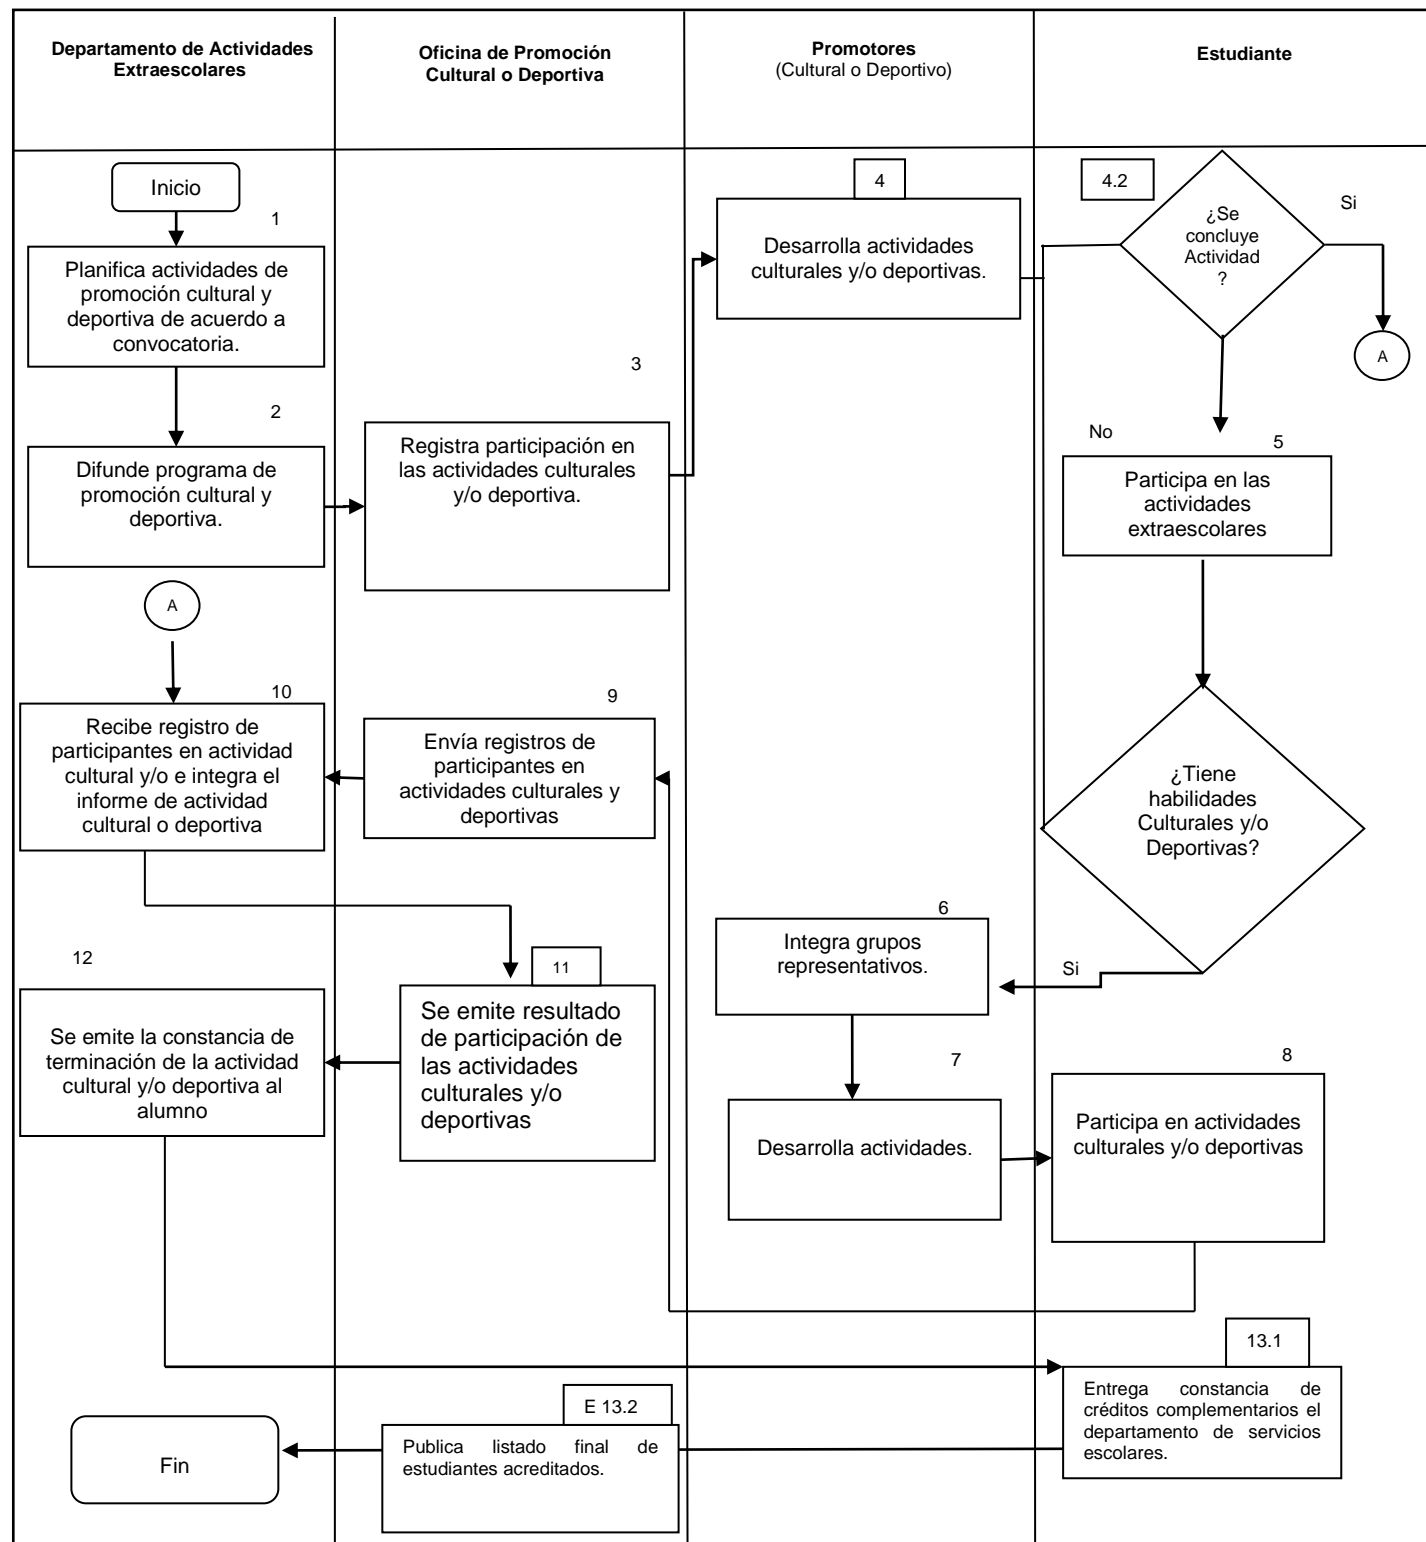 Departamento de Actividades
Extraescolares
Oficina de Promoción
Cultural o Deportiva
Promotores
(Cultural o Deportivo)
Estudiante
Inicio
1
Planifica actividades de
promoción cultural y
deportiva de acuerdo a
convocatoria.
2
Difunde programa de
promoción cultural y
deportiva.
3
Registra participación en
las actividades culturales
y/o deportiva.
4
Desarrolla actividades
culturales y/o deportivas.
4.2
¿Se
concluye
Actividad
?
Si
A
No
5
Participa en las
actividades
extraescolares
¿Tiene
habilidades
Culturales y/o
Deportivas?
Si
6
Integra grupos
representativos.
7
Desarrolla actividades.
8
Participa en actividades
culturales y/o deportivas
9
Envía registros de
participantes en
actividades culturales y
deportivas
A
10
Recibe registro de
participantes en actividad
cultural y/o e integra el
informe de actividad
cultural o deportiva
11
Se emite resultado
de participación de
las actividades
culturales y/o
deportivas
12
Se emite la constancia de
terminación de la actividad
cultural y/o deportiva al
alumno
13.1
Entrega constancia de
créditos complementarios el
departamento de servicios
escolares.
E 13.2
Publica listado final de
estudiantes acreditados.
Fin